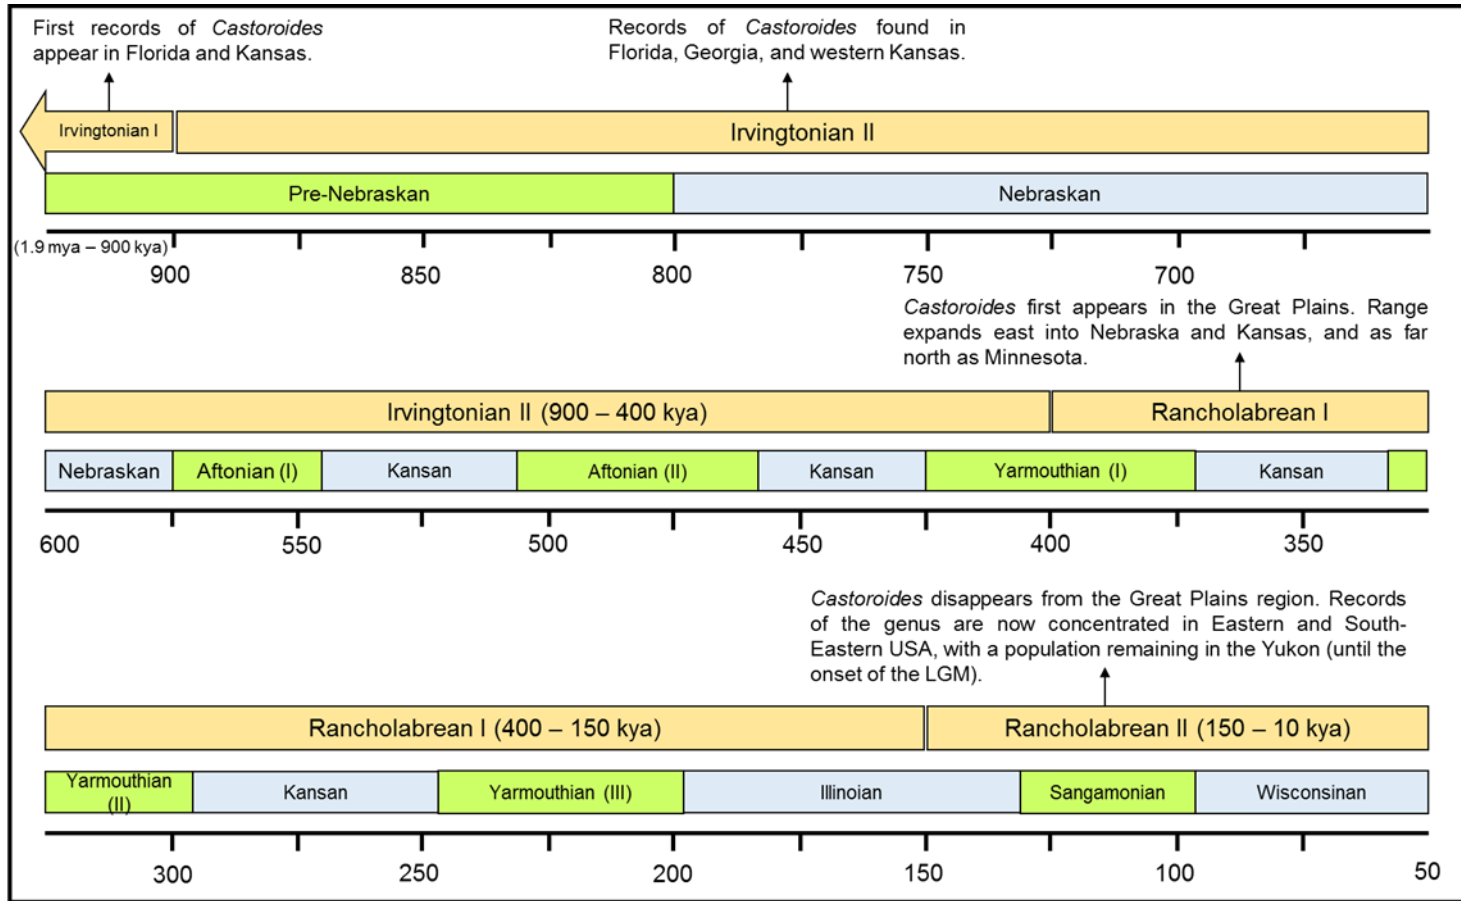 First records of Castoroides
appear in Florida and Kansas.
Records of Castoroides found in
Florida, Georgia, and western Kansas.
Irvingtonian I
Irvingtonian II
Pre-Nebraskan
Nebraskan
(1.9 mya – 900 kya)
900
850
800
750
700
Castoroides first appears in the Great Plains. Range
expands east into Nebraska and Kansas, and as far
north as Minnesota.
Irvingtonian II (900 – 400 kya)
Rancholabrean I
Nebraskan
Aftonian (I)
Kansan
Aftonian (II)
Kansan
Yarmouthian (I)
Kansan
600
550
500
450
400
350
Castoroides disappears from the Great Plains region. Records
of the genus are now concentrated in Eastern and South-
Eastern USA, with a population remaining in the Yukon (until the
onset of the LGM).
Rancholabrean I (400 – 150 kya)
Rancholabrean II (150 – 10 kya)
Yarmouthian
(II)
Kansan
Yarmouthian (III)
Illinoian
Sangamonian
Wisconsinan
300
250
200
150
100
50